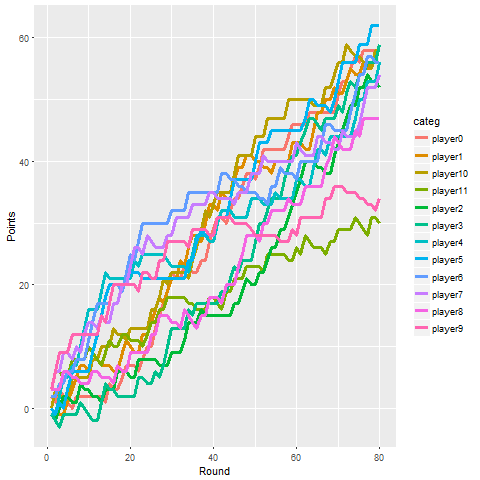 60
40
20
0
0
20
40
60
80
Points
Round
categ
player0
player1
player10
player11
player2
player3
player4
player5
player6
player7
player8
player9